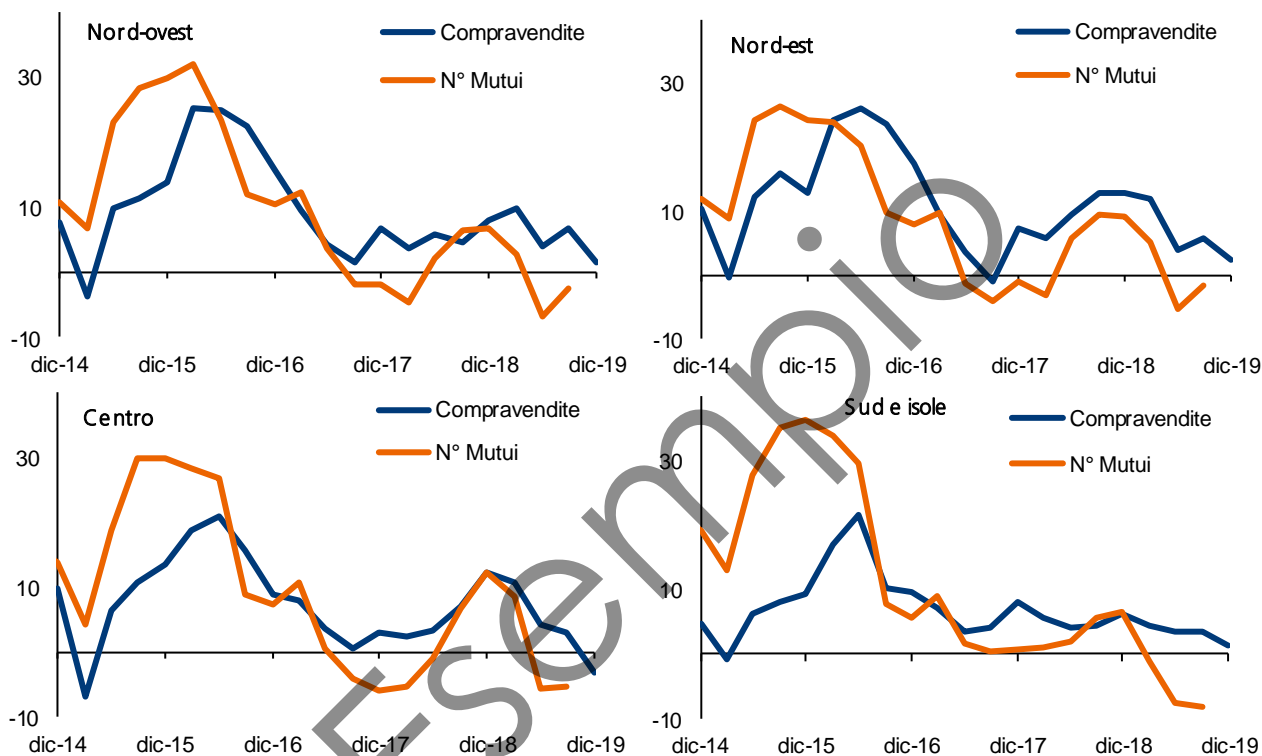 Nord-ovest
Compravendite
N° Mutui
30
10
-10
dic-14 dic-15 dic-16 dic-17 dic-18 dic-19
Nord-est
Compravendite
N° Mutui
30
10
-10
dic-14 dic-15 dic-16 dic-17 dic-18 dic-19
Centro
Compravendite
N° Mutui
30
10
-10
dic-14 dic-15 dic-16 dic-17 dic-18 dic-19
Sud e isole
Compravendite
N° Mutui
30
10
-10
dic-14 dic-15 dic-16 dic-17 dic-18 dic-19
Esempio